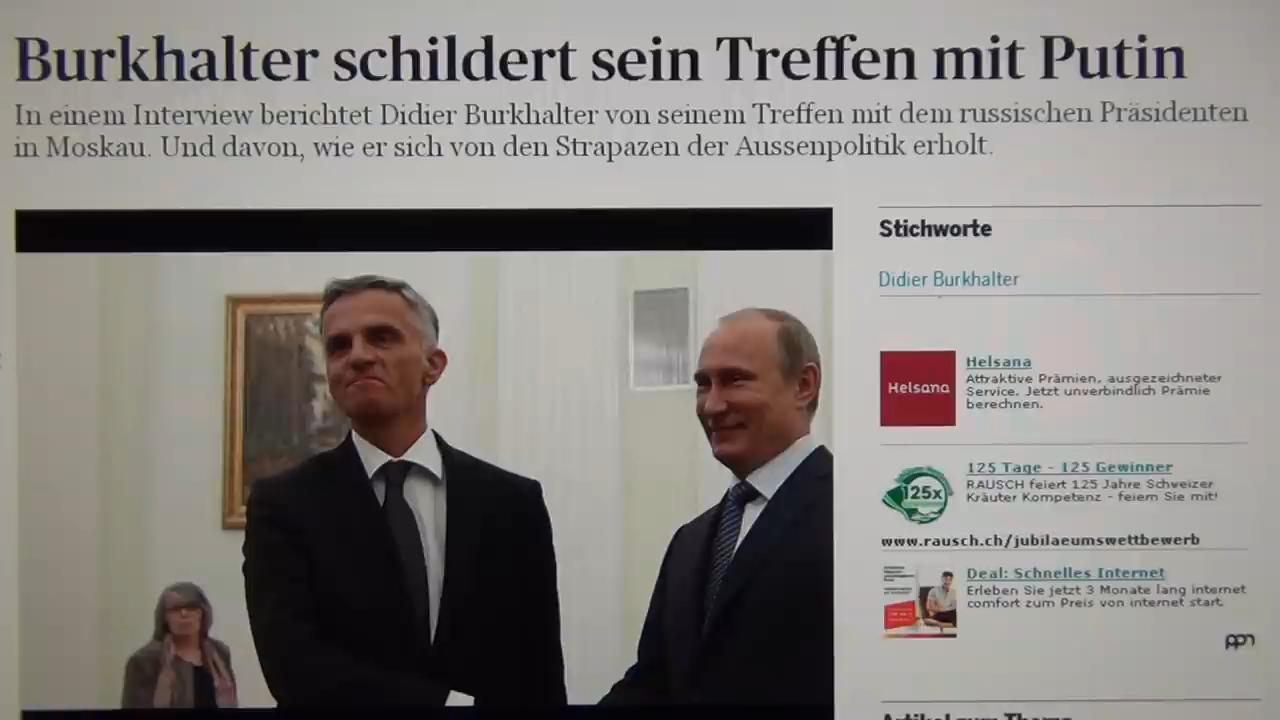 Burkhalter schildert sein Treffen mit Putin
In einem Interview berichtet Didier Burkhalter von seinem Treffen mit dem russischen Präsidenten
in Moskau. Und davon, wie er sich von den Strapazen der Aussenpolitik erholt.
Stichworte
Didier Burkhalter
Helsana
Helsana
Attraktive Prämien, ausgezeichneter
Service. Jetzt unverbindlich Prämie
berechnen.
125x
125 Tage - 125 Gewinner
RAUSCH feiert 125 Jahre Schweizer
Kräuter Kompetenz - feiern Sie mit!
www.rausch.ch/jubilaeumswettbewerb
Deal: Schnelles Internet
Erleben Sie jetzt 3 Monate lang internet
comfort zum Preis von internet start.
ppn
Artikel zum Thema